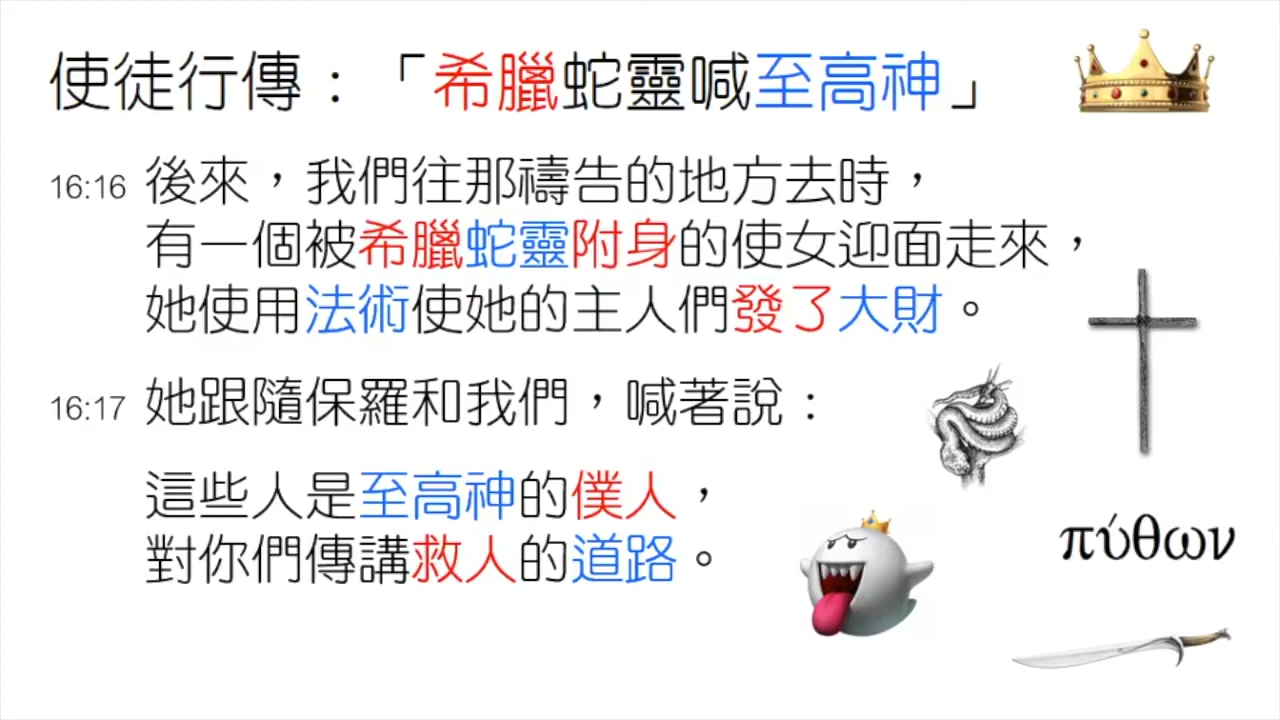 使徒行傳：「希臘蛇靈喊至高神」
16:16 後來，我們往那禱告的地方去時，
有一個被希臘蛇靈附身的使女迎面走來，
她使用法術使她的主人們發了大財。
16:17 她跟隨保羅和我們，喊著說：
這些人是至高神的僕人，
對你們傳講救人的道路。
πύθων